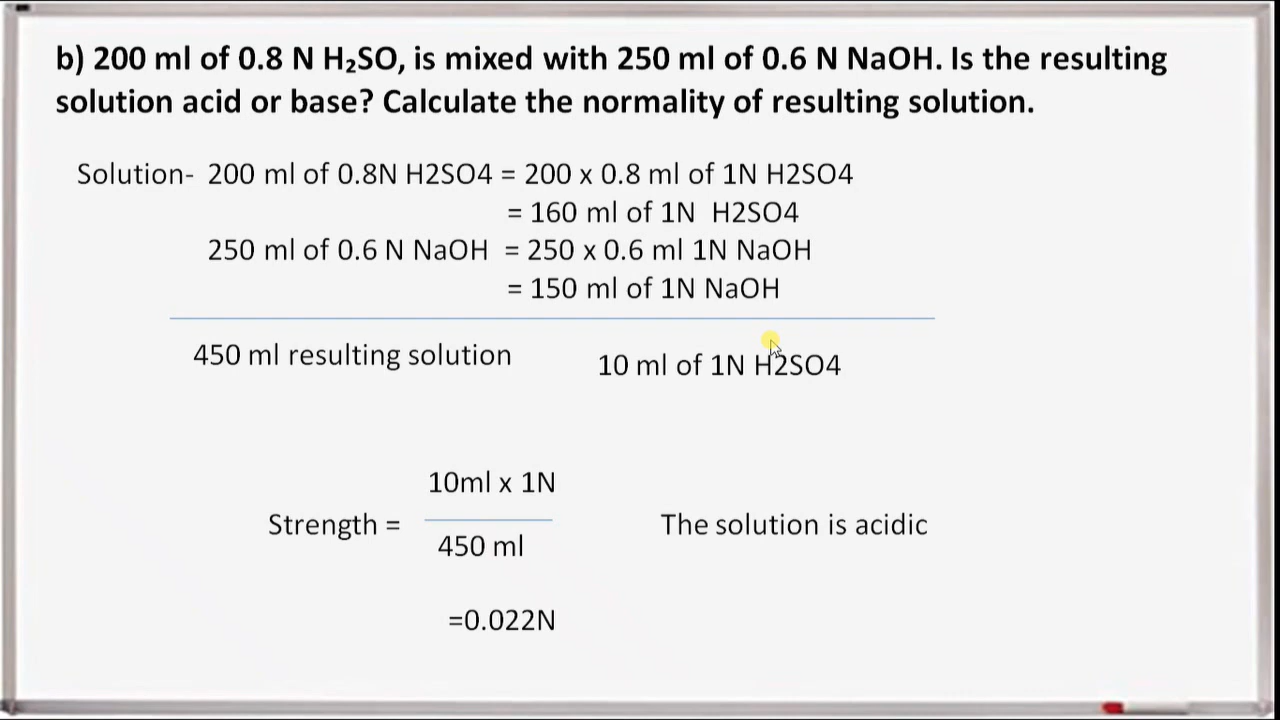 b) 200 ml of 0.8 N H₂SO, is mixed with 250 ml of 0.6 N NaOH. Is the resulting
solution acid or base? Calculate the normality of resulting solution.
Solution- 200 ml of 0.8N H2SO4 = 200 x 0.8 ml of 1N H2SO4
= 160 ml of 1N H2SO4
250 ml of 0.6 N NaOH = 250 x 0.6 ml 1N NaOH
= 150 ml of 1N NaOH
450 ml resulting solution
10 ml of 1N H2SO4
10ml x 1N
Strength =
450 ml
The solution is acidic
=0.022N